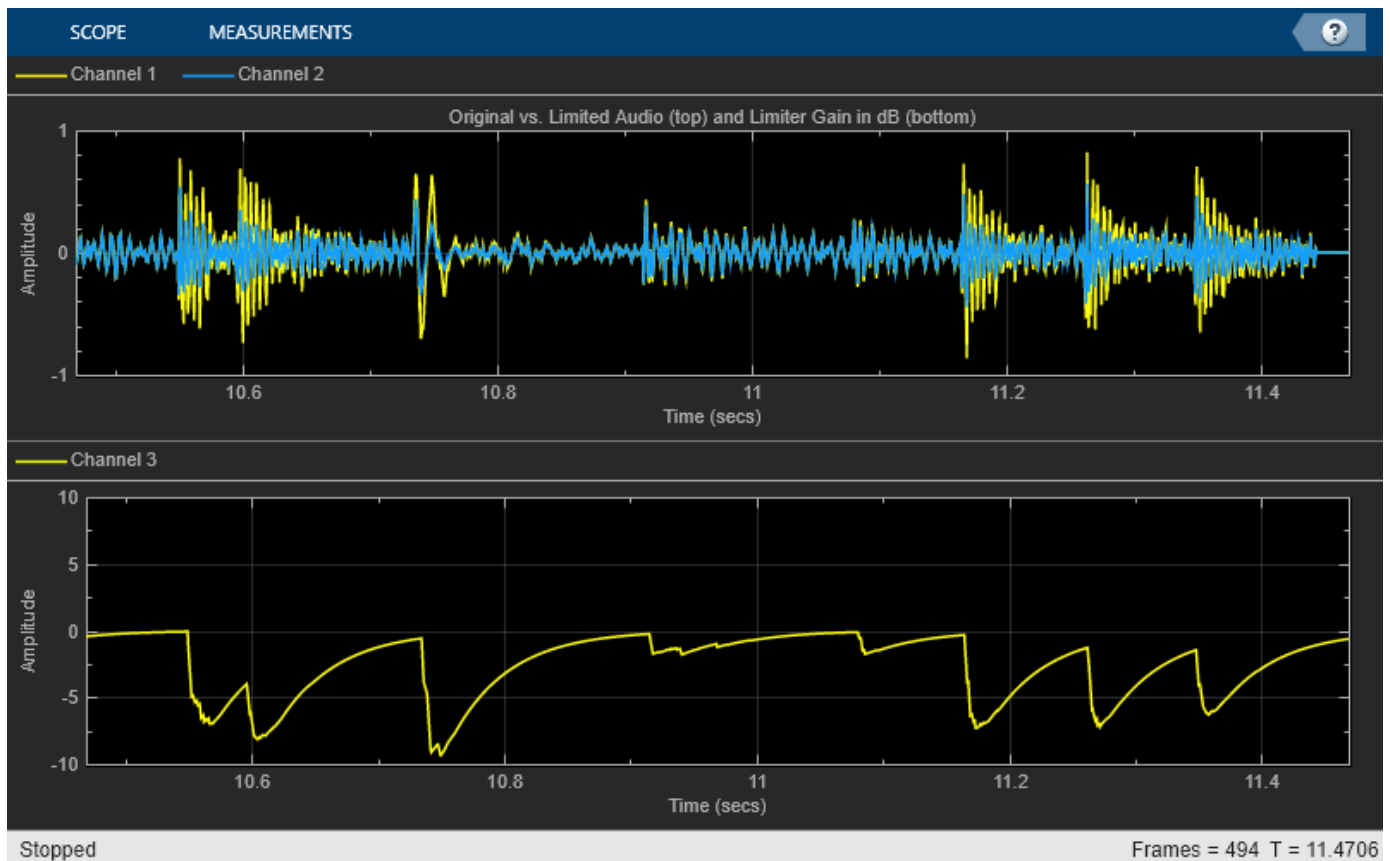 SCOPE MEASUREMENTS ?
Channel 1 Channel 2
Original vs. Limited Audio (top) and Limiter Gain in dB (bottom)
1
0
-1
Amplitude
10.6 10.8 11 11.2 11.4
Time (secs)
Channel 3
10
5
0
-5
-10
Amplitude
10.6 10.8 11 11.2 11.4
Time (secs)
Stopped Frames = 494 T = 11.4706